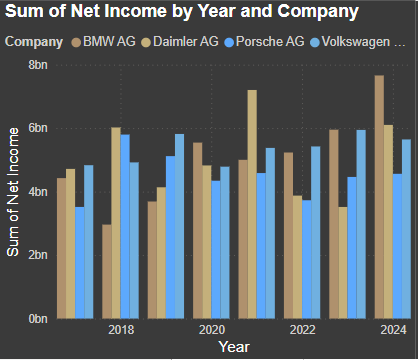 Sum of Net Income by Year and Company
Company BMW AG Daimler AG Porsche AG Volkswagen ...
8bn
6bn
4bn
2bn
0bn
Sum of Net Income
2018 2020 2022 2024
Year